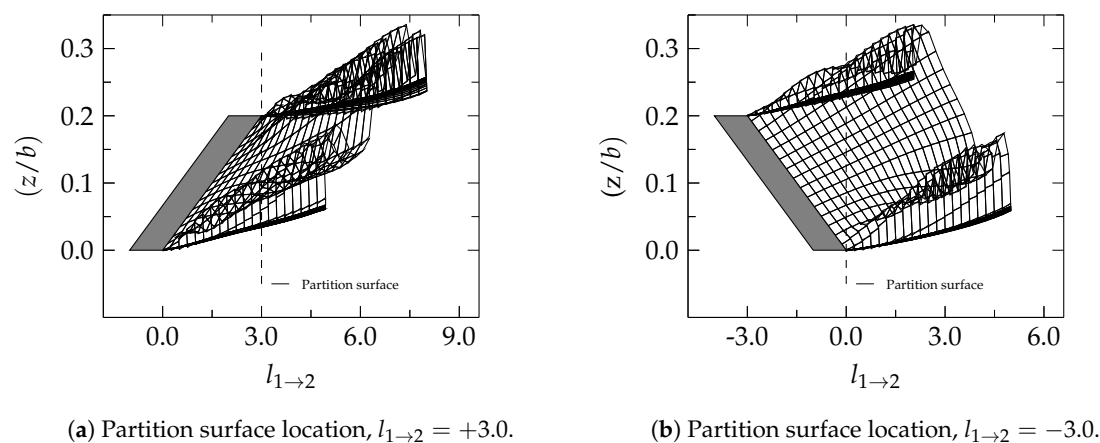 0.3
0.2
0.1
0.0
(z/b)
0.0 3.0 6.0 9.0
l1→2
Partition surface
(a) Partition surface location, l1→2 = +3.0.
0.3
0.2
0.1
0.0
(z/b)
-3.0 0.0 3.0 6.0
l1→2
Partition surface
(b) Partition surface location, l1→2 = −3.0.